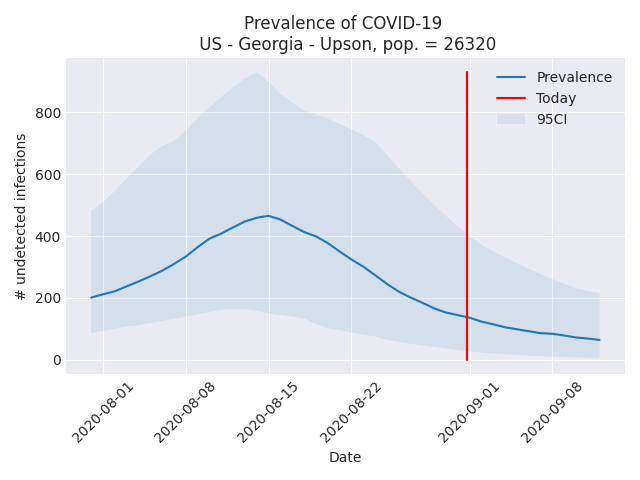 Prevalence of COVID-19
US - Georgia - Upson, pop. = 26320
Prevalence
Today
95CI
# undetected infections
800
600
400
200
0
2020-08-01
2020-08-08
2020-08-15
2020-08-22
2020-09-01
2020-09-08
Date